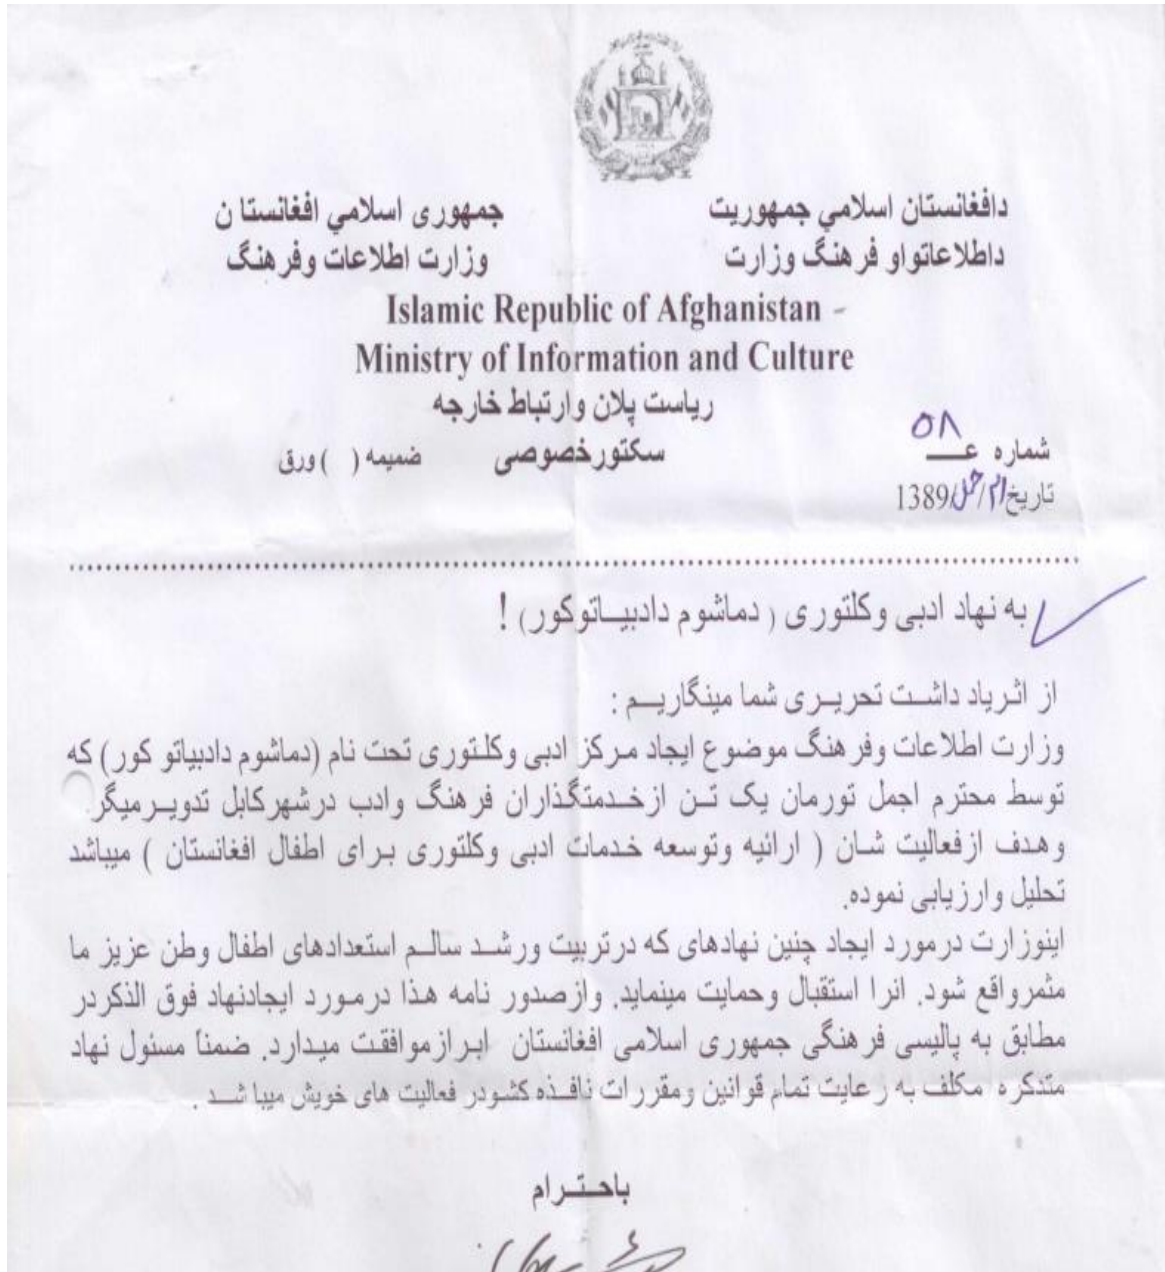 دافغانستان اسلامي جمهوريت
جمهوری اسلامي افغانستا ن
داطلاعاتواو فرهنگ وزارت
وزارت اطلاعات وفرهنگ
Islamic Republic of Afghanistan -
Ministry of Information and Culture
ریاست پلان وارتباط خارجه
شماره عــــ ۵۸
سکتورخصوصی
ضمیمه ( ) ورق
تاریخ / /1389
به نهاد ادبی وکلتوری ( دماشوم دادبیـاتوکور) !
از اثریاد داشت تحریری شما مینگاریـم :
وزارت اطلاعات وفرهنگ موضوع ایجاد مرکز ادبی وکلتوری تحت نام (دماشوم دادبیاتو کور) که
توسط محترم اجمل تورمان یک تن ازخدمتگذاران فرهنگ وادب درشهرکابل تدویرمیگر
وهدف ازفعالیت شان ( ارائیه وتوسعه خدمات ادبی وکلتوری برای اطفال افغانستان ) میباشد
تحلیل وارزیابی نموده.
اینوزارت درمورد ایجاد چنین نهادهای که درتربیت ورشد سالم استعدادهای اطفال وطن عزیز ما
مثمرواقع شود. انرا استقبال وحمایت مینماید. وازصدور نامه هذا درمورد ایجادنهاد فوق الذکردر
مطابق به پالیسی فرهنگی جمهوری اسلامی افغانستان ابرازموافقت میدارد. ضمناً مسئول نهاد
متذکره مکلف به رعایت تمام قوانین ومقررات نافذه کشودر فعالیت های خویش میبا شد .
باحترام